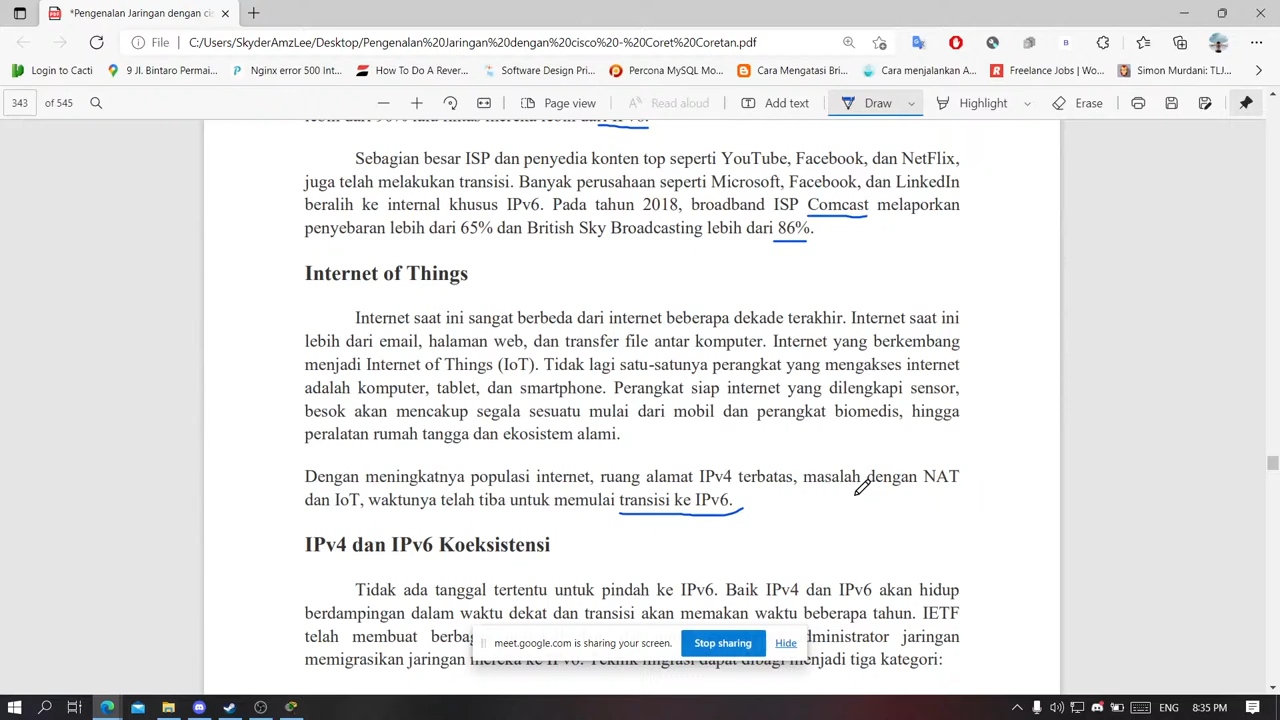 *Pengenalan Jaringan dengan cis
File
C:/Users/SkyderAmzLee/Desktop/Pengenalan%20Jaringan%20dengan%20cisco%20-%20Coret%20Coretan.pdf
Login to Cacti
9 Jl. Bintaro Permai...
Nginx error 500 Int...
How To Do A Rever...
Software Design Pri...
Percona MySQL Mo...
Cara Mengatasi Bri...
Cara menjalankan A...
Freelance Jobs | Wo...
Simon Murdani: TLJ...
343 of 545
Page view
Read aloud
Add text
Draw
Highlight
Erase
Sebagian besar ISP dan penyedia konten top seperti YouTube, Facebook, dan NetFlix,
juga telah melakukan transisi. Banyak perusahaan seperti Microsoft, Facebook, dan LinkedIn
beralih ke internal khusus IPv6. Pada tahun 2018, broadband ISP Comcast melaporkan
penyebaran lebih dari 65% dan British Sky Broadcasting lebih dari 86%.
Internet of Things
Internet saat ini sangat berbeda dari internet beberapa dekade terakhir. Internet saat ini
lebih dari email, halaman web, dan transfer file antar komputer. Internet yang berkembang
menjadi Internet of Things (IoT). Tidak lagi satu-satunya perangkat yang mengakses internet
adalah komputer, tablet, dan smartphone. Perangkat siap internet yang dilengkapi sensor,
besok akan mencakup segala sesuatu mulai dari mobil dan perangkat biomedis, hingga
peralatan rumah tangga dan ekosistem alami.
Dengan meningkatnya populasi internet, ruang alamat IPv4 terbatas, masalah dengan NAT
dan IoT, waktunya telah tiba untuk memulai transisi ke IPv6.
IPv4 dan IPv6 Koeksistensi
Tidak ada tanggal tertentu untuk pindah ke IPv6. Baik IPv4 dan IPv6 akan hidup
berdampingan dalam waktu dekat dan transisi akan memakan waktu beberapa tahun. IETF
telah membuat berbag
administrator jaringan
memigrasikan jaringan mereka ke IPv6. Teknik migrasi dapat dibagi menjadi tiga kategori:
meet.google.com is sharing your screen.
Stop sharing
Hide
ENG
8:35 PM